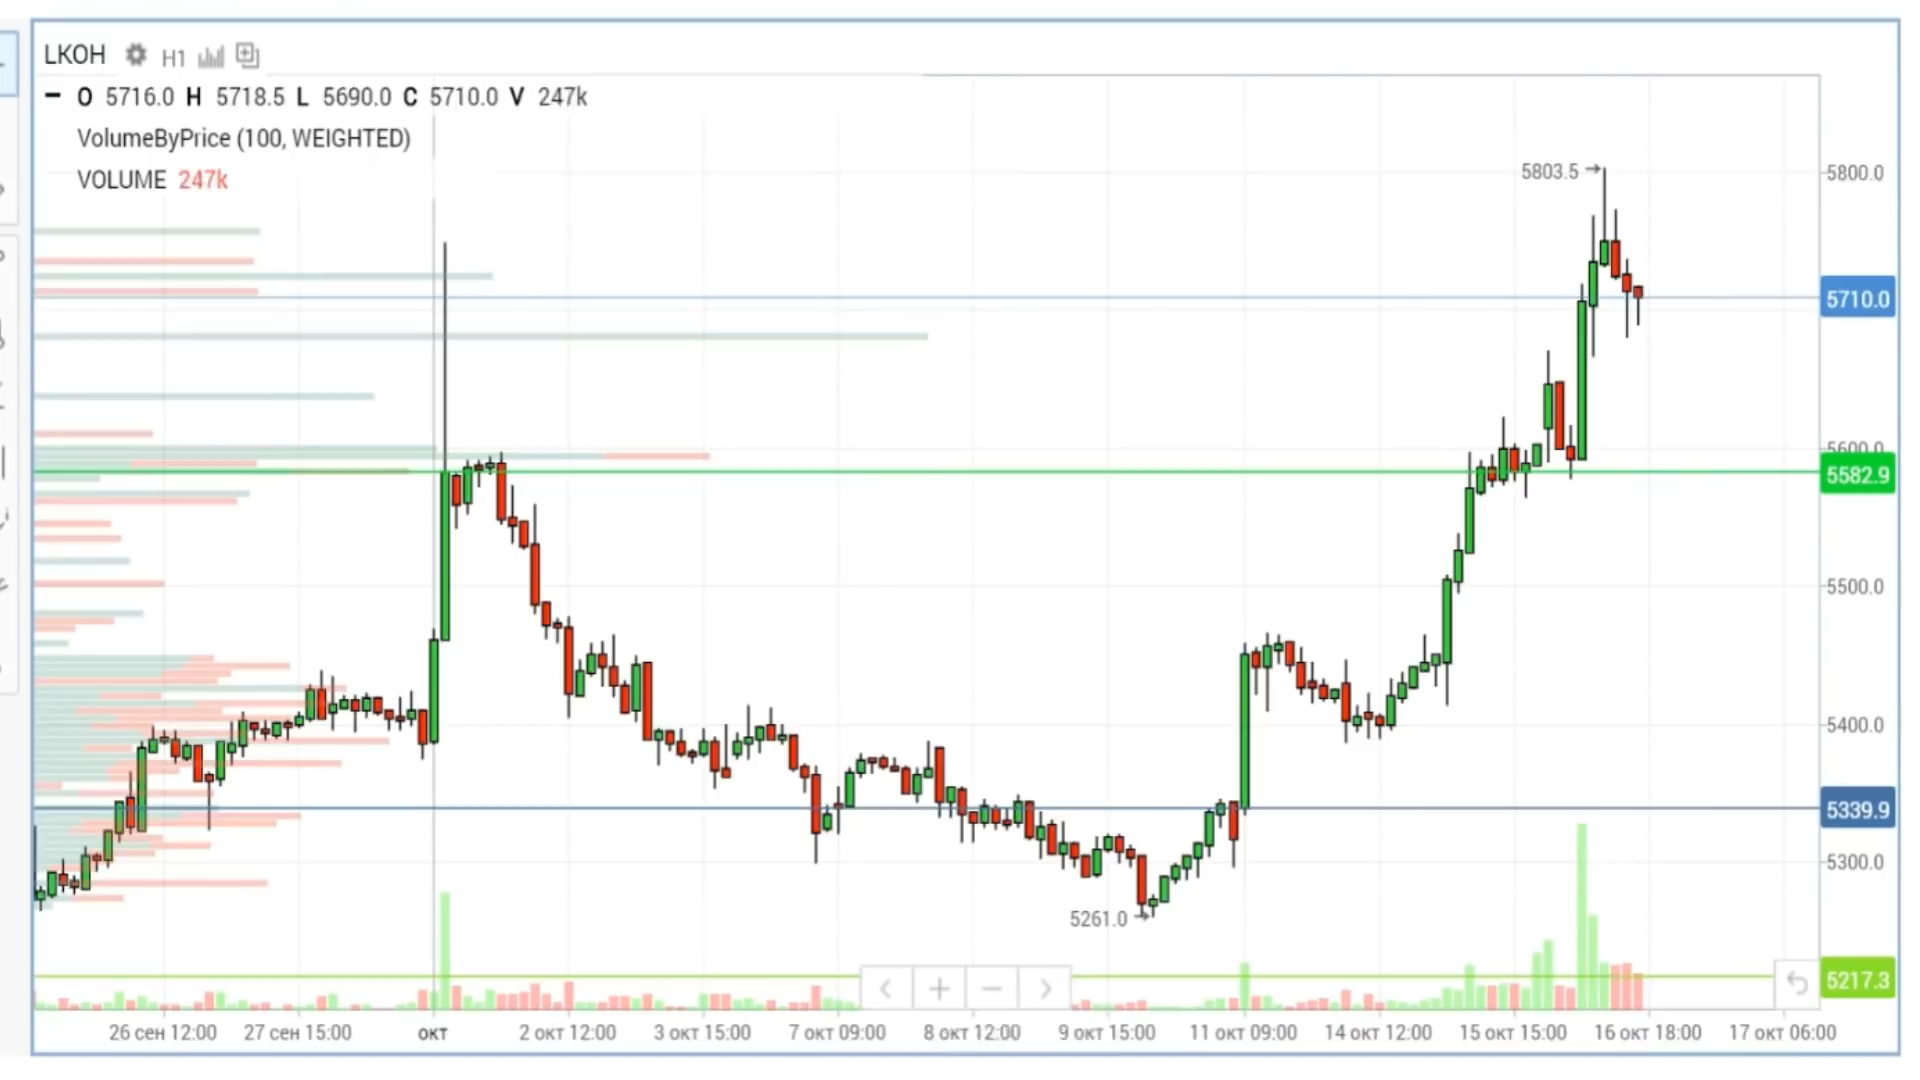 LKOH H1
O 5716.0 H 5718.5 L 5690.0 C 5710.0 V 247k
VolumeByPrice (100, WEIGHTED)
VOLUME 247k
5803.5
5800.0
5710.0
5600.0
5582.9
5500.0
5400.0
5339.9
5300.0
5261.0
5217.3
26 сен 12:00 27 сен 15:00 окт 2 окт 12:00 3 окт 15:00 7 окт 09:00 8 окт 12:00 9 окт 15:00 11 окт 09:00 14 окт 12:00 15 окт 15:00 16 окт 18:00 17 окт 06:00